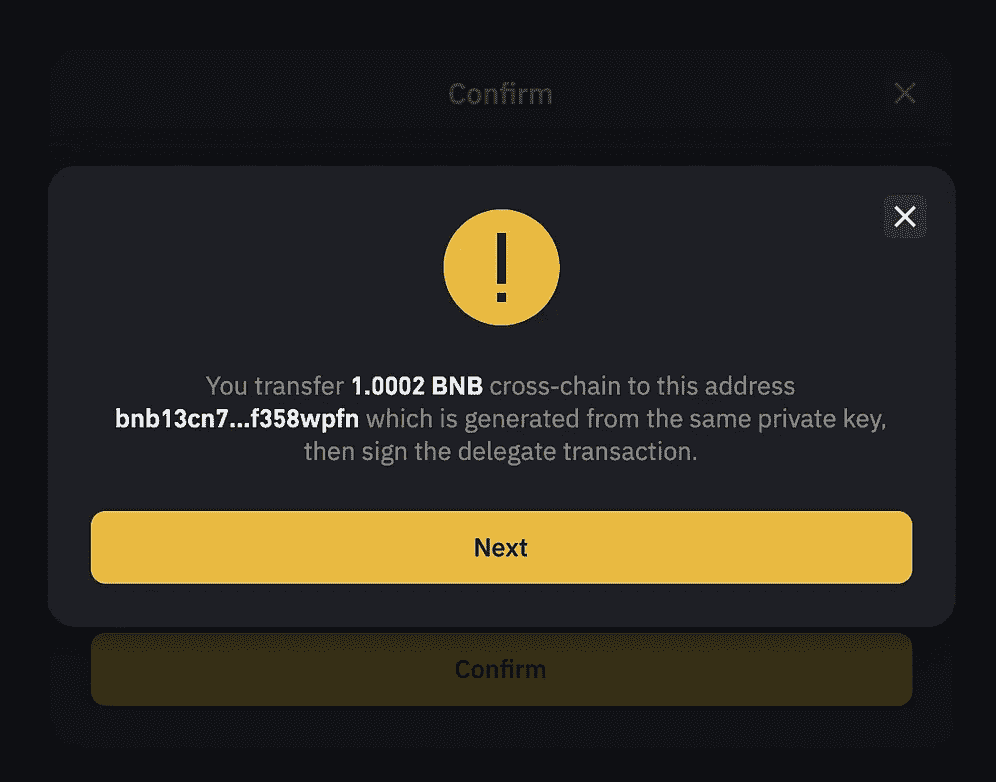 Confirm
You transfer 1.0002 BNB cross-chain to this address
bnb13cn7...f358wpfn which is generated from the same private key,
then sign the delegate transaction.
Next
Confirm